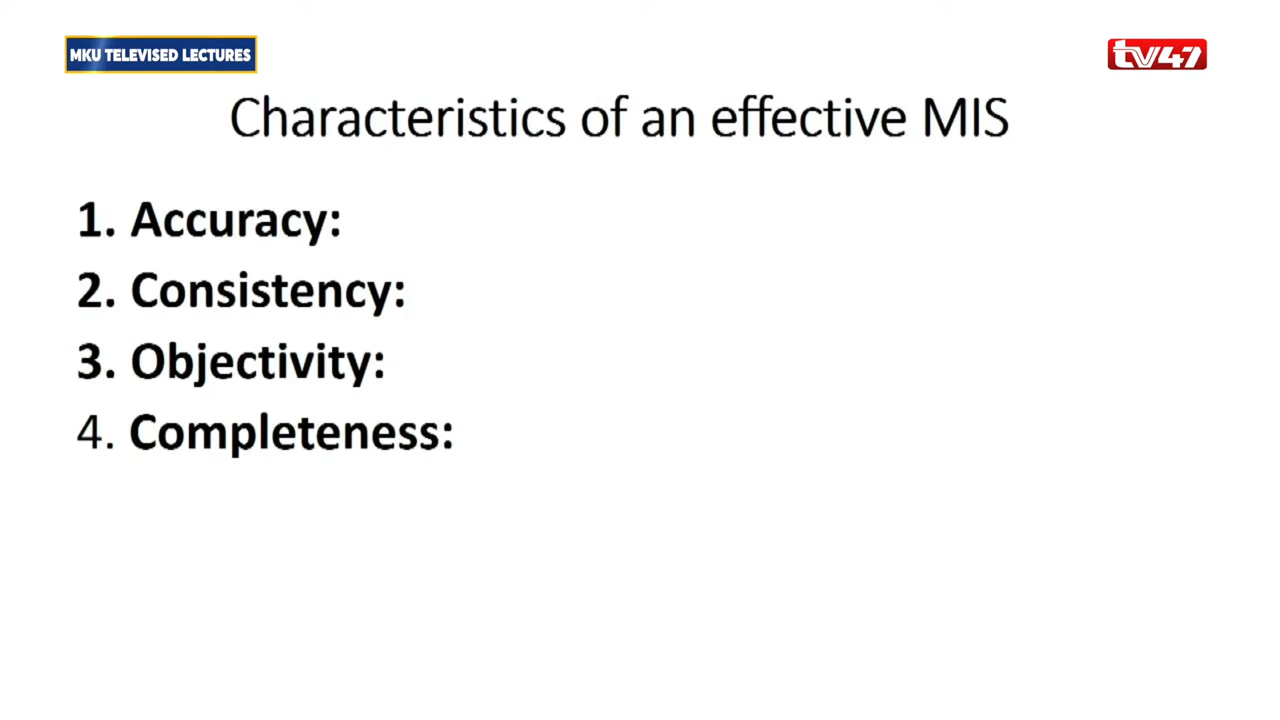 MKU TELEVISED LECTURES
tv47
Characteristics of an effective MIS
1. Accuracy:
2. Consistency:
3. Objectivity:
4. Completeness: